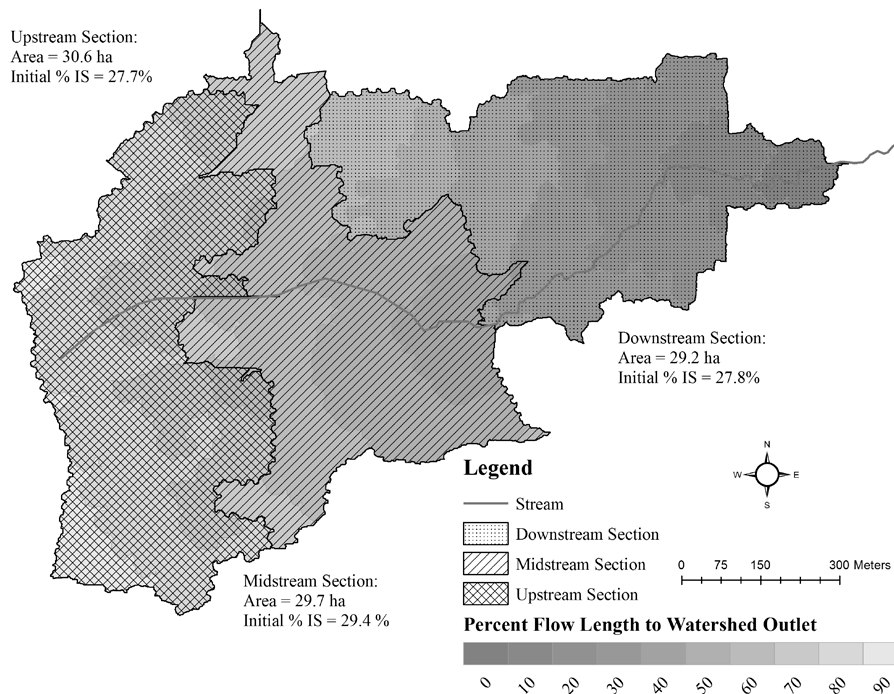 Upstream Section:
Area = 30.6 ha
Initial % IS = 27.7%
Downstream Section:
Area = 29.2 ha
Initial % IS = 27.8%
Midstream Section:
Area = 29.7 ha
Initial % IS = 29.4 %
N
W E
S
Legend
Stream
Downstream Section
Midstream Section
Upstream Section
0 75 150 300 Meters
Percent Flow Length to Watershed Outlet
0 10 20 30 40 50 60 70 80 90